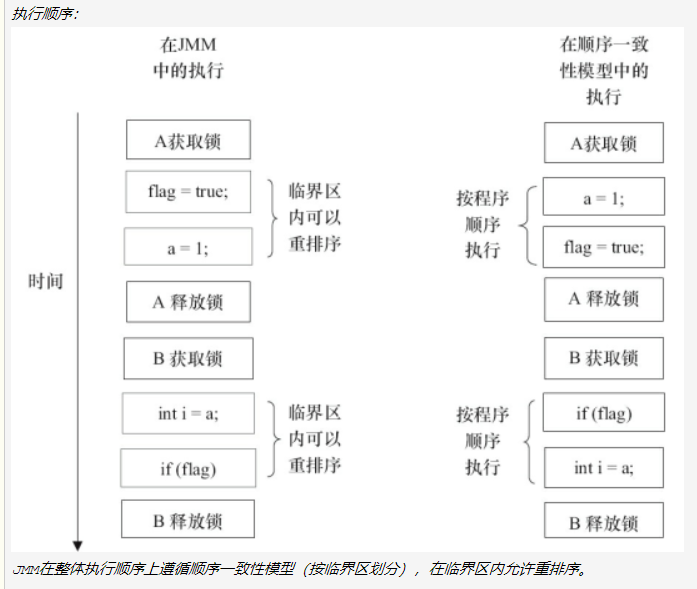 执行顺序：
在JMM
中的执行
在顺序一致
性模型中的
执行
A获取锁
flag = true;
a = 1;
临界区
内可以
重排序
A 释放锁
B 获取锁
int i = a;
if (flag)
临界区
内可以
重排序
B 释放锁
时间
A获取锁
按程序
顺序
执行
a = 1;
flag = true;
A 释放锁
B 获取锁
按程序
顺序
执行
if (flag)
int i = a;
B 释放锁
JMM在整体执行顺序上遵循顺序一致性模型（按临界区划分），在临界区内允许重排序。